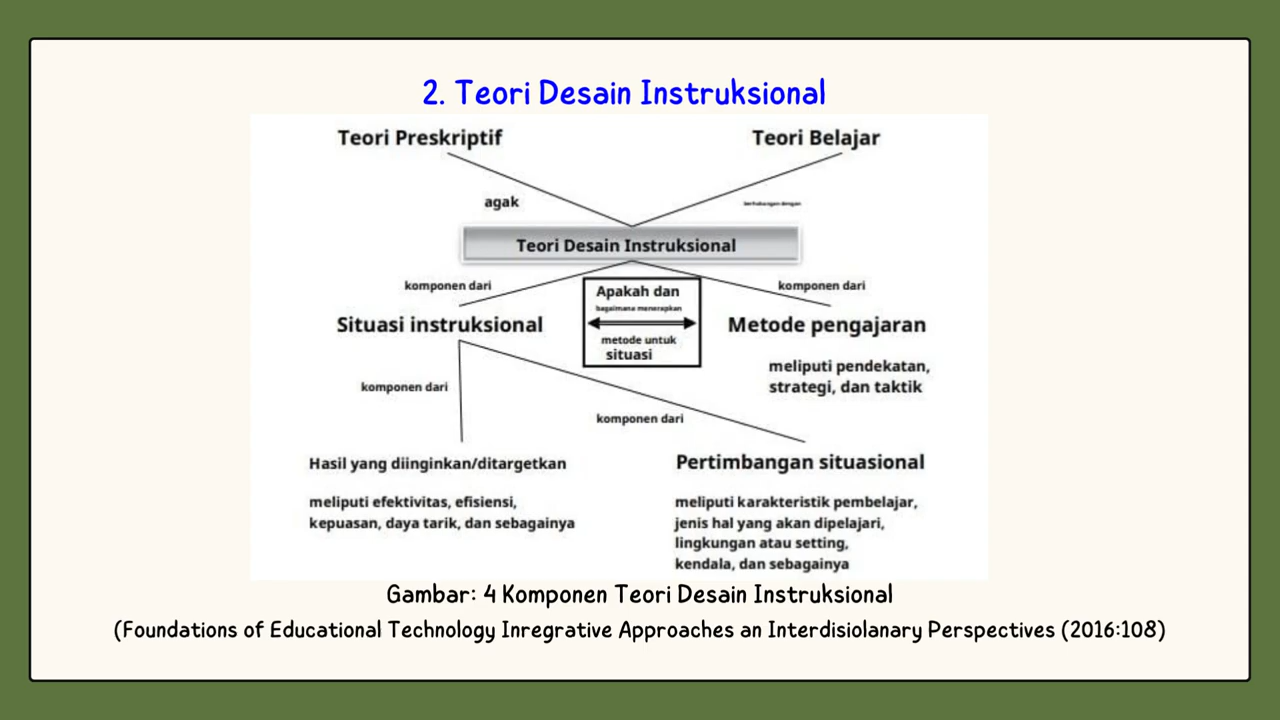 2. Teori Desain Instruksional
Teori Preskriptif
Teori Belajar
agak
berhubungan dengan
Teori Desain Instruksional
komponen dari
komponen dari
Apakah dan
bagaimana menerapkan
metode untuk
situasi
Situasi instruksional
Metode pengajaran
meliputi pendekatan,
strategi, dan taktik
komponen dari
komponen dari
Hasil yang diinginkan/ditargetkan
meliputi efektivitas, efisiensi,
kepuasan, daya tarik, dan sebagainya
Pertimbangan situasional
meliputi karakteristik pembelajar,
jenis hal yang akan dipelajari,
lingkungan atau setting,
kendala, dan sebagainya
Gambar: 4 Komponen Teori Desain Instruksional
(Foundations of Educational Technology Inregrative Approaches an Interdisiolanary Perspectives (2016:108)